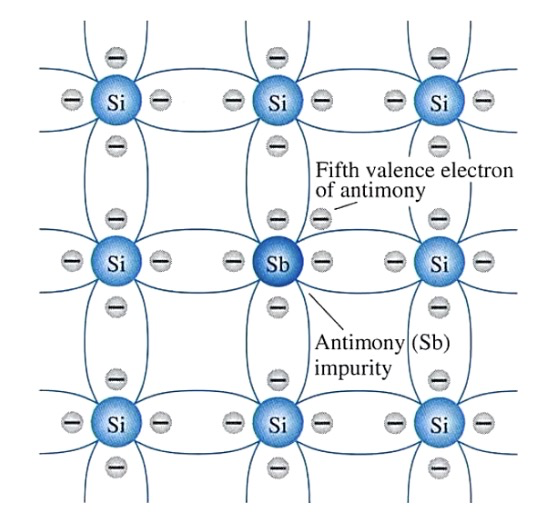 Si
Si
Si
Fifth valence electron
of antimony
Si
Sb
Si
Antimony (Sb)
impurity
Si
Si
Si